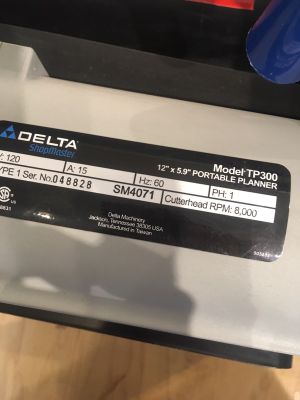 DELTA
ShopMaster
Model TP300
12" x 5.9" PORTABLE PLANNER
V: 120 A: 15 Hz: 60 PH: 1
TYPE 1 Ser. No. 048828 SM4071 Cutterhead RPM: 8,000
Delta Machinery
Jackson, Tennessee 38305 USA
Manufactured in Taiwan